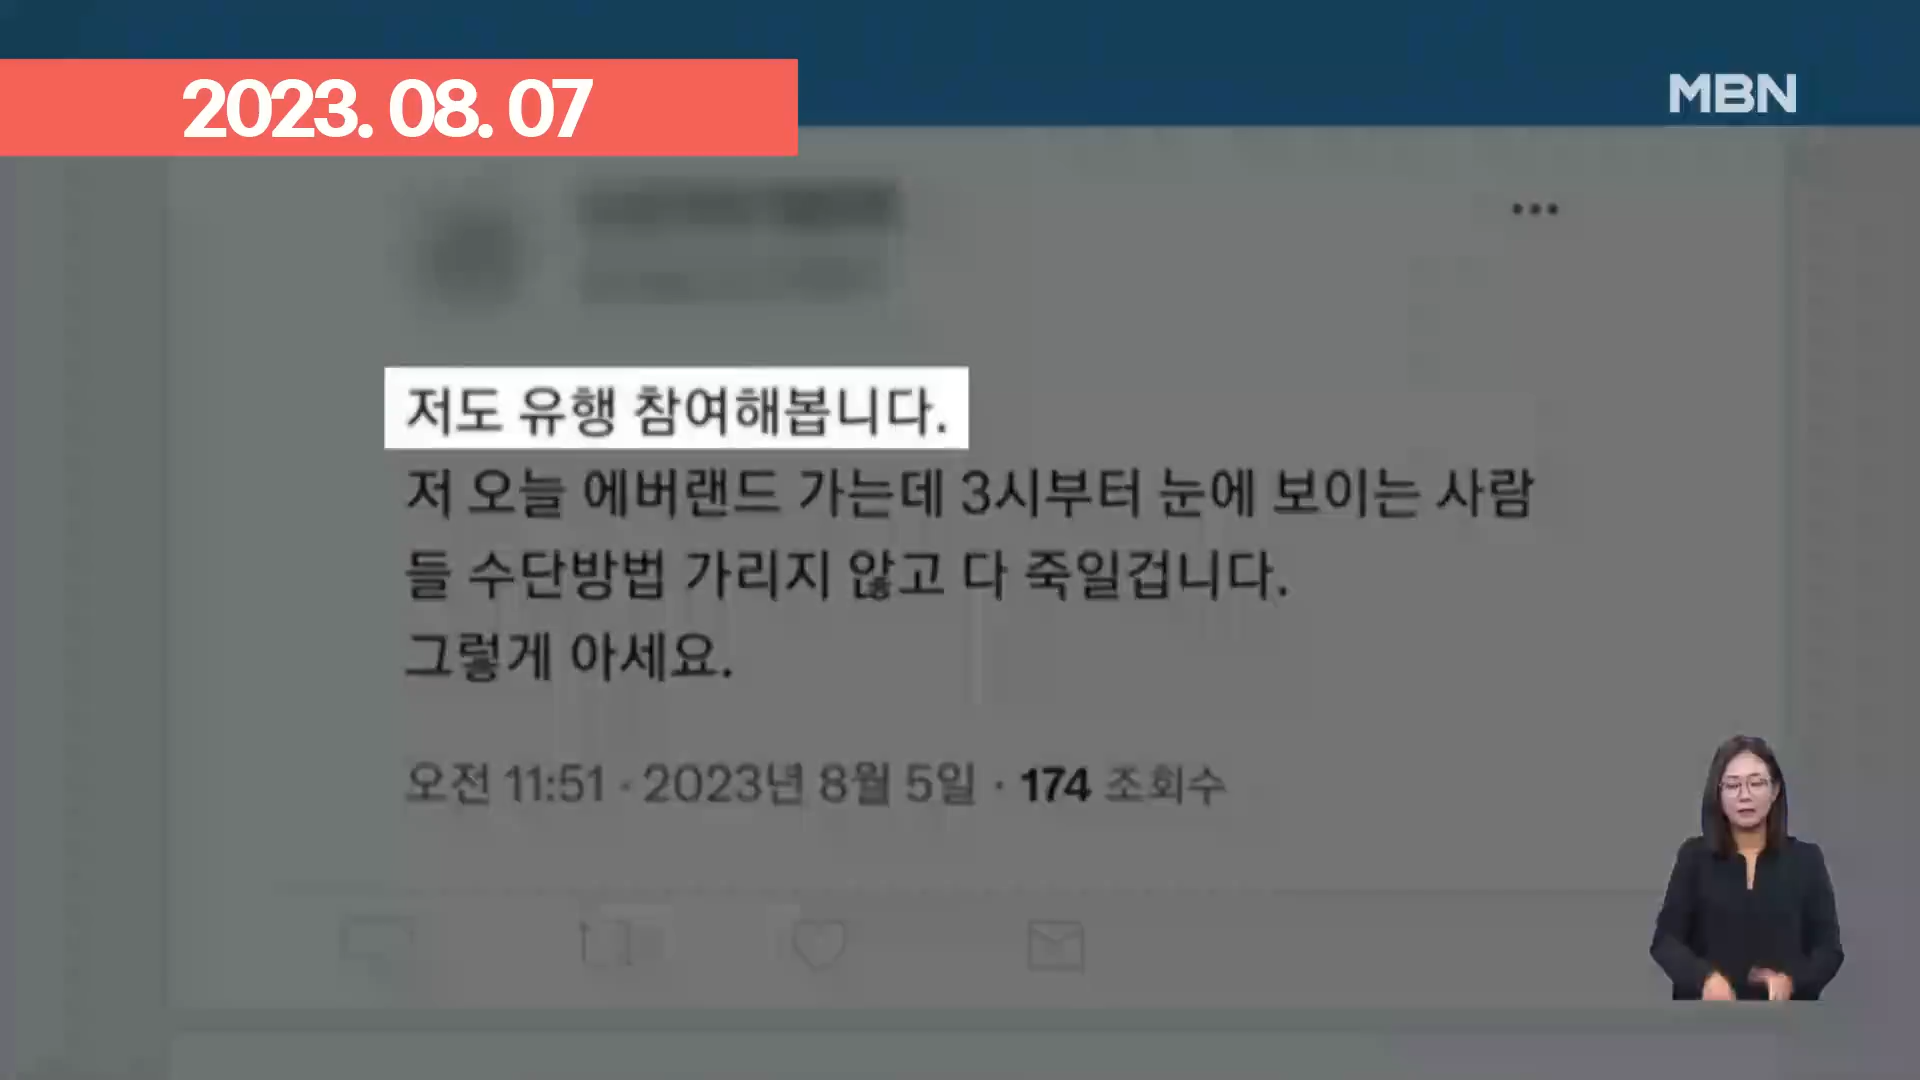 2023. 08. 07
MBN
저도 유행 참여해봅니다.
저 오늘 에버랜드 가는데 3시부터 눈에 보이는 사람
들 수단방법 가리지 않고 다 죽일겁니다.
그렇게 아세요.
오전 11:51 · 2023년 8월 5일 · 174 조회수